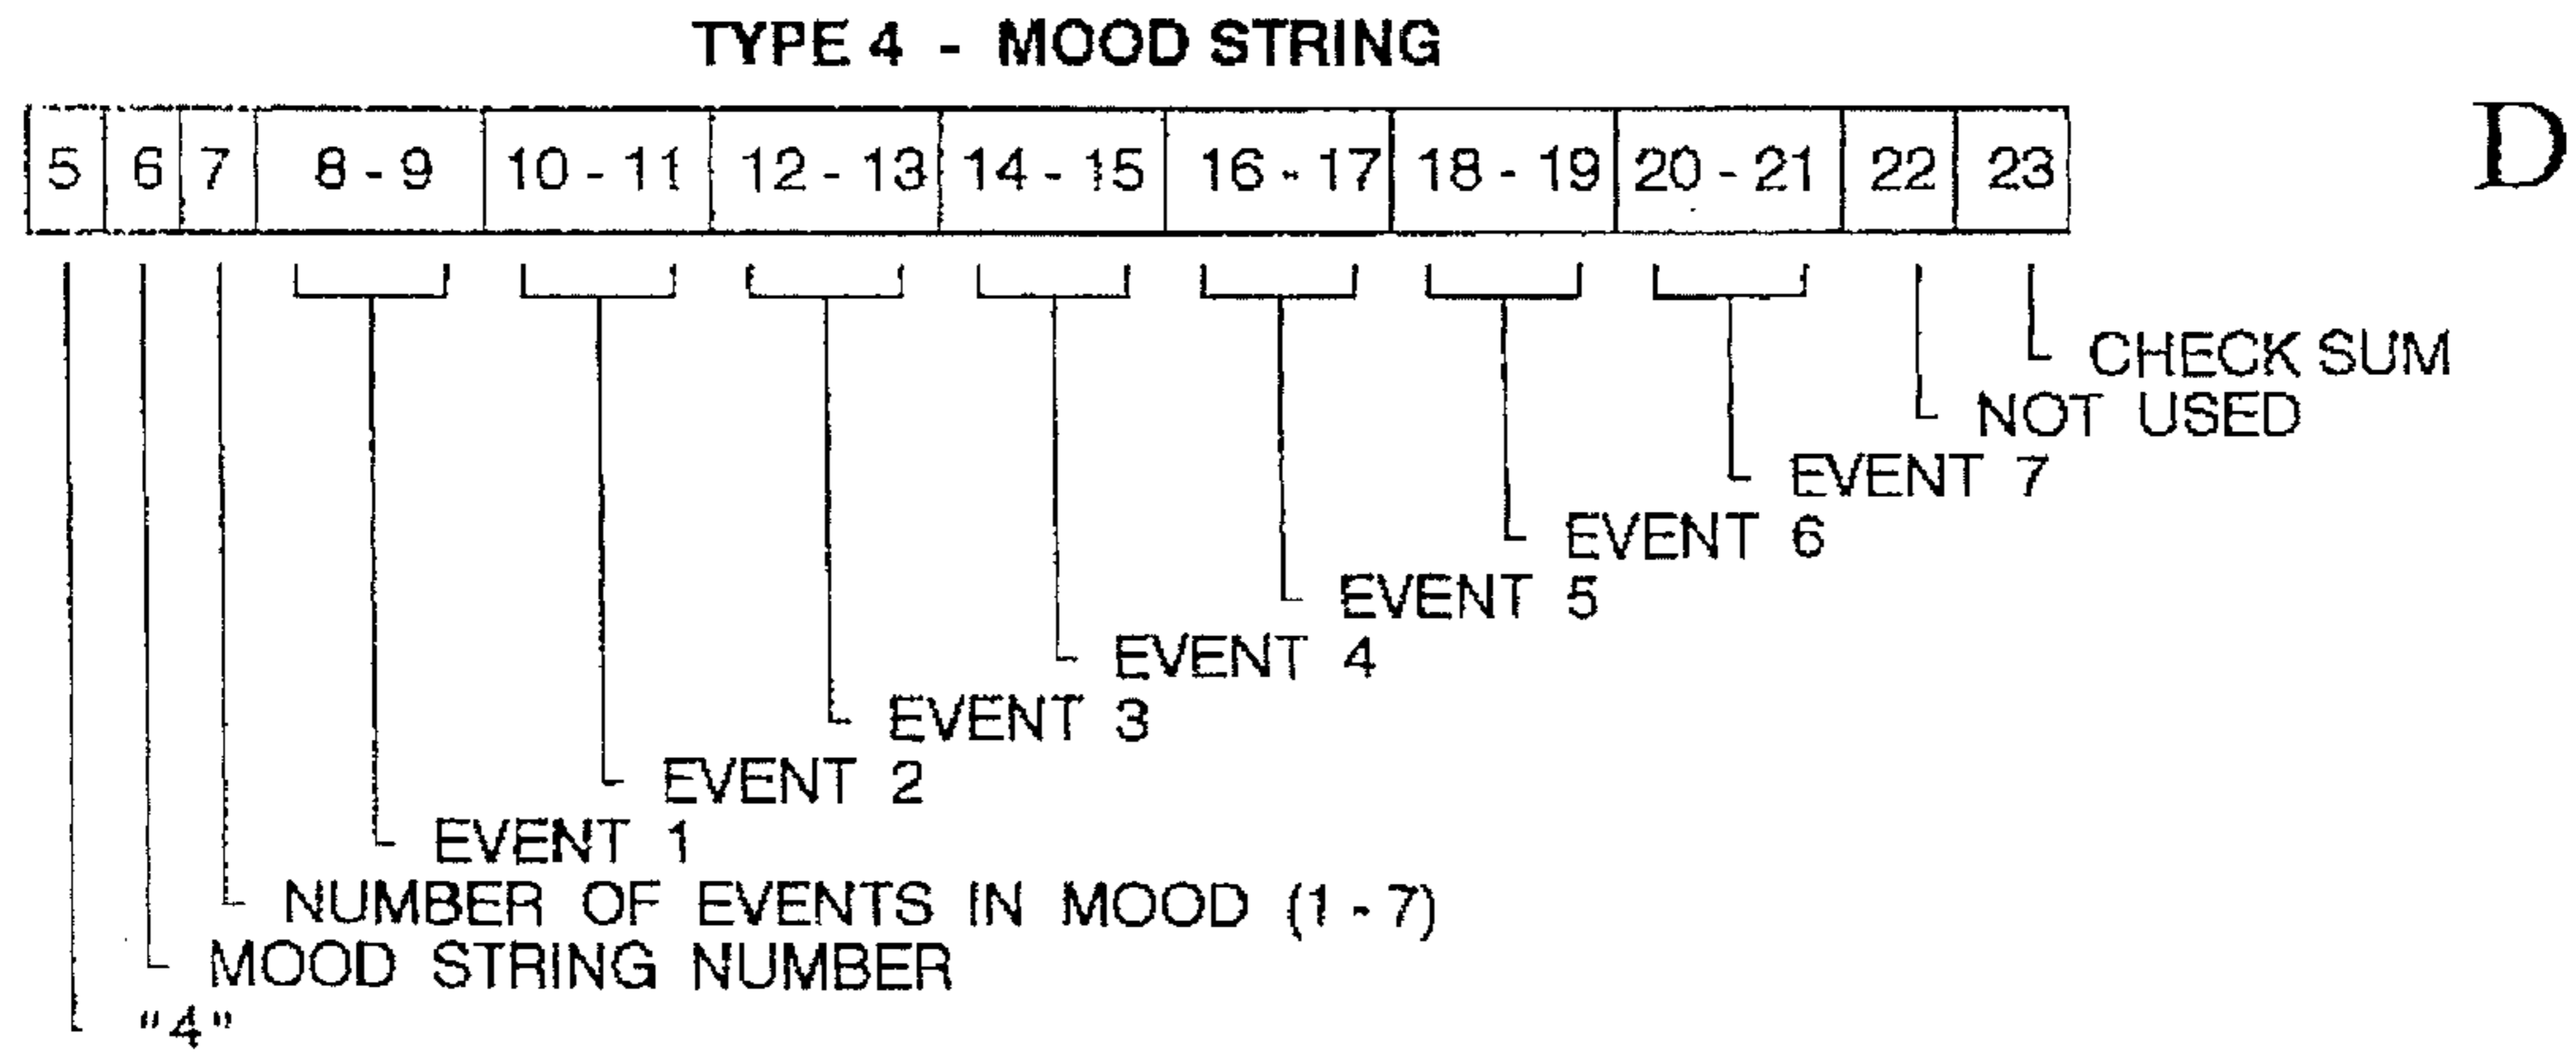 TYPE 4 - MOOD STRING
D
5 6 7 8 - 9 10 - 11 12 - 13 14 - 15 16 - 17 18 - 19 20 - 21 22 23
CHECK SUM
NOT USED
EVENT 7
EVENT 6
EVENT 5
EVENT 4
EVENT 3
EVENT 2
EVENT 1
NUMBER OF EVENTS IN MOOD (1 - 7)
MOOD STRING NUMBER
"4"